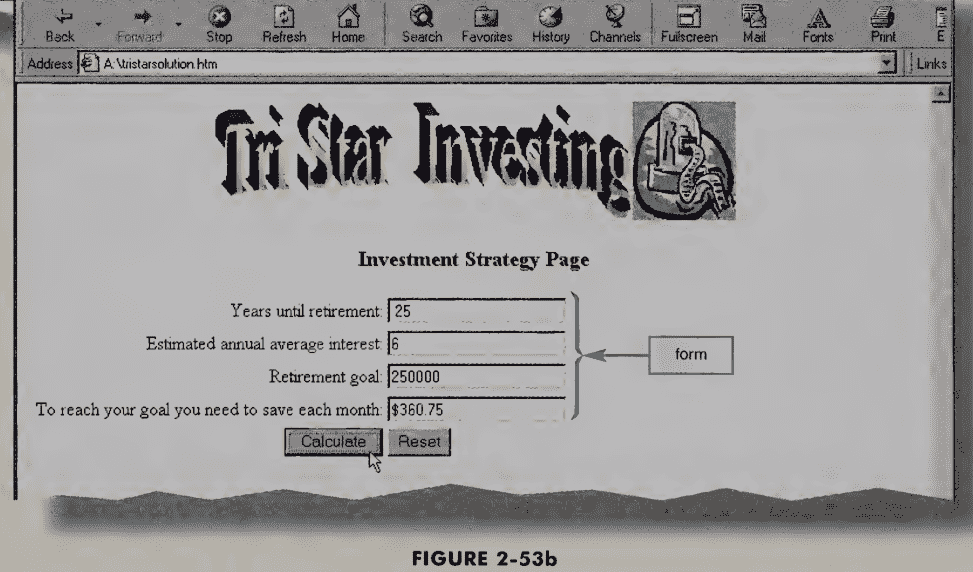 Back Forward Stop Refresh Home Search Favorites History Channels Fullscreen Mail Fonts Print E
Address A:\tristarsolution.htm Links
Tri Star Investing
Investment Strategy Page
Years until retirement: 25
Estimated annual average interest: 6
Retirement goal: 250000
form
To reach your goal you need to save each month: $360.75
Calculate Reset
FIGURE 2-53b